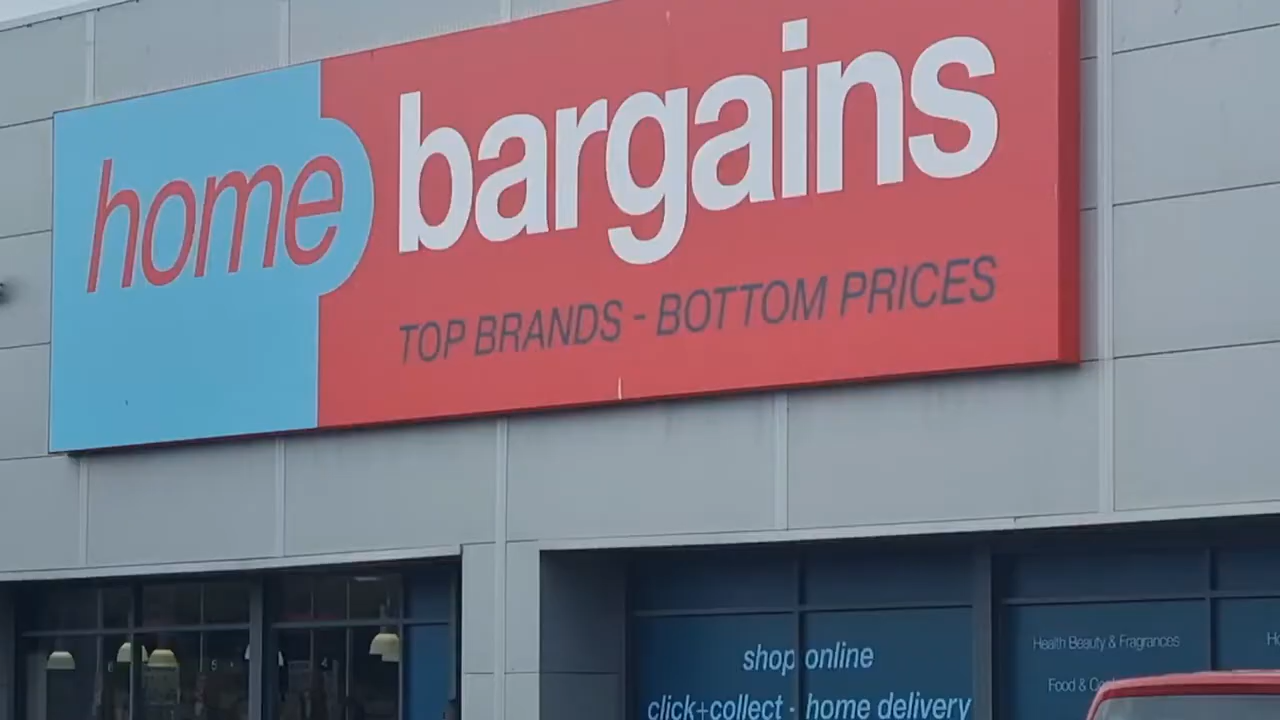 home bargains
TOP BRANDS - BOTTOM PRICES
shop online
click+collect - home delivery
Health Beauty & Fragrances
Food &